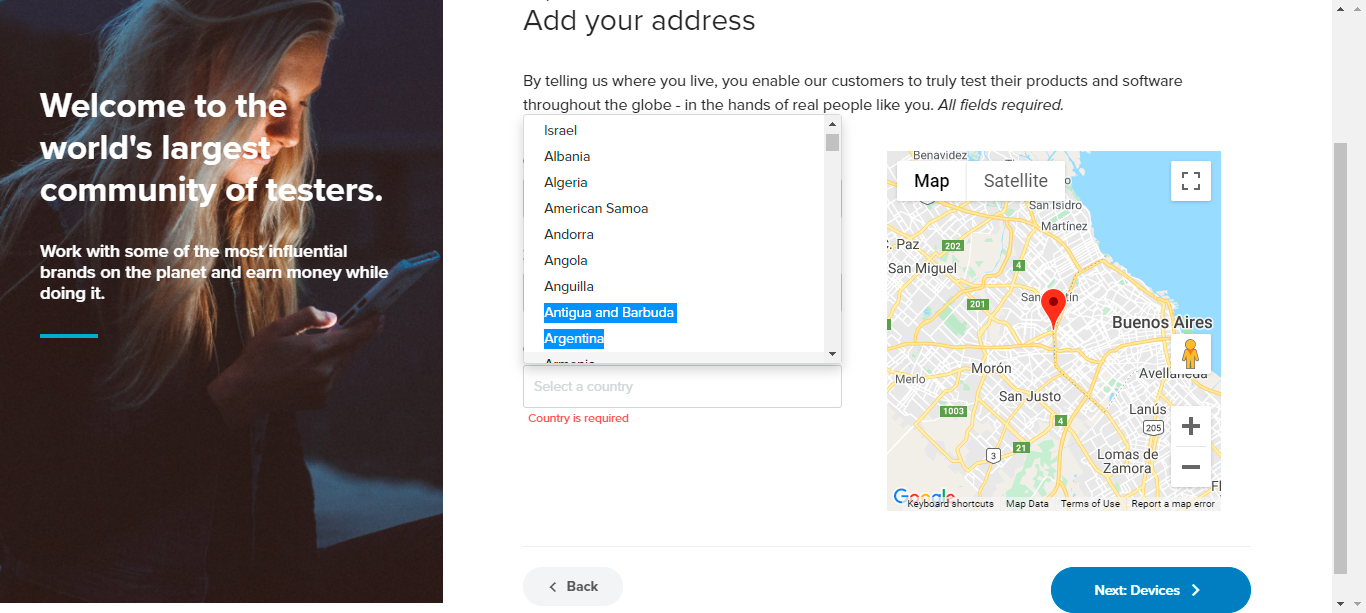 Add your address
Welcome to the
world's largest
community of testers.
Work with some of the most influential
brands on the planet and earn money while
doing it.
By telling us where you live, you enable our customers to truly test their products and software
throughout the globe - in the hands of real people like you. All fields required.
Israel
Albania
Algeria
American Samoa
Andorra
Angola
Anguilla
Antigua and Barbuda
Argentina
Armenia
Select a country
Country is required
Benavidez
Map
Satellite
San Isidro
Martínez
C. Paz
202
San Miguel
4
201
Buenos Aires
Morón
Avellaneda
Merlo
San Justo
1003
4
Lanús
205
21
3
Lomas de
Zamora
Google
Keyboard shortcuts
Map Data
Terms of Use
Report a map error
Back
Next: Devices